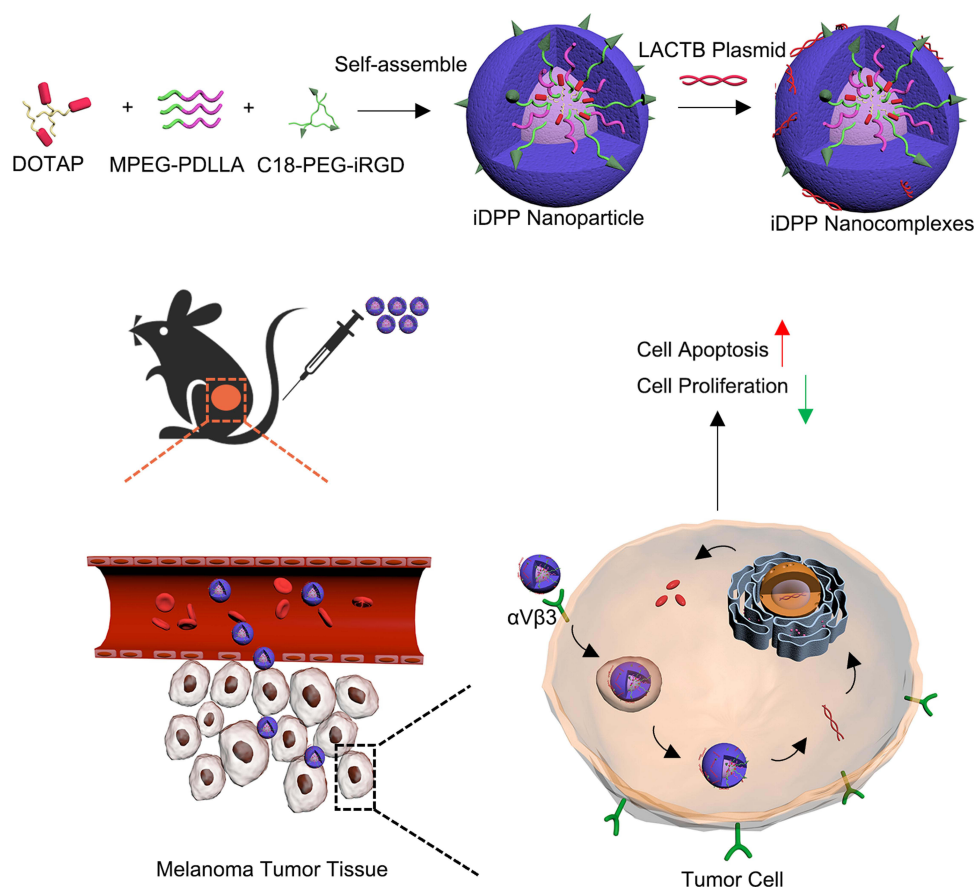 Self-assemble
LACTB Plasmid
+
+
DOTAP
MPEG-PDLLA
C18-PEG-iRGD
iDPP Nanoparticle
iDPP Nanocomplexes
Cell Apoptosis
Cell Proliferation
αVβ3
Melanoma Tumor Tissue
Tumor Cell